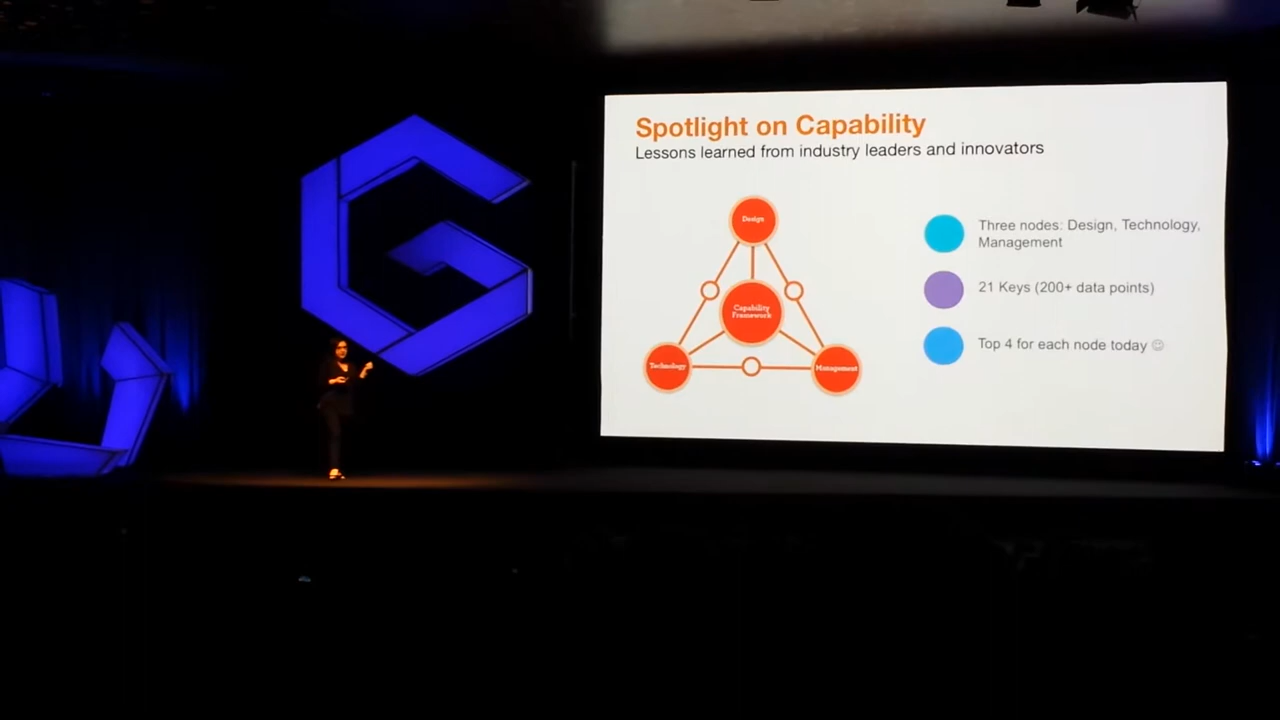 Spotlight on Capability
Lessons learned from industry leaders and innovators
Design
Capability
Framework
Technology
Management
Three nodes: Design, Technology,
Management
21 Keys (200+ data points)
Top 4 for each node today ☺